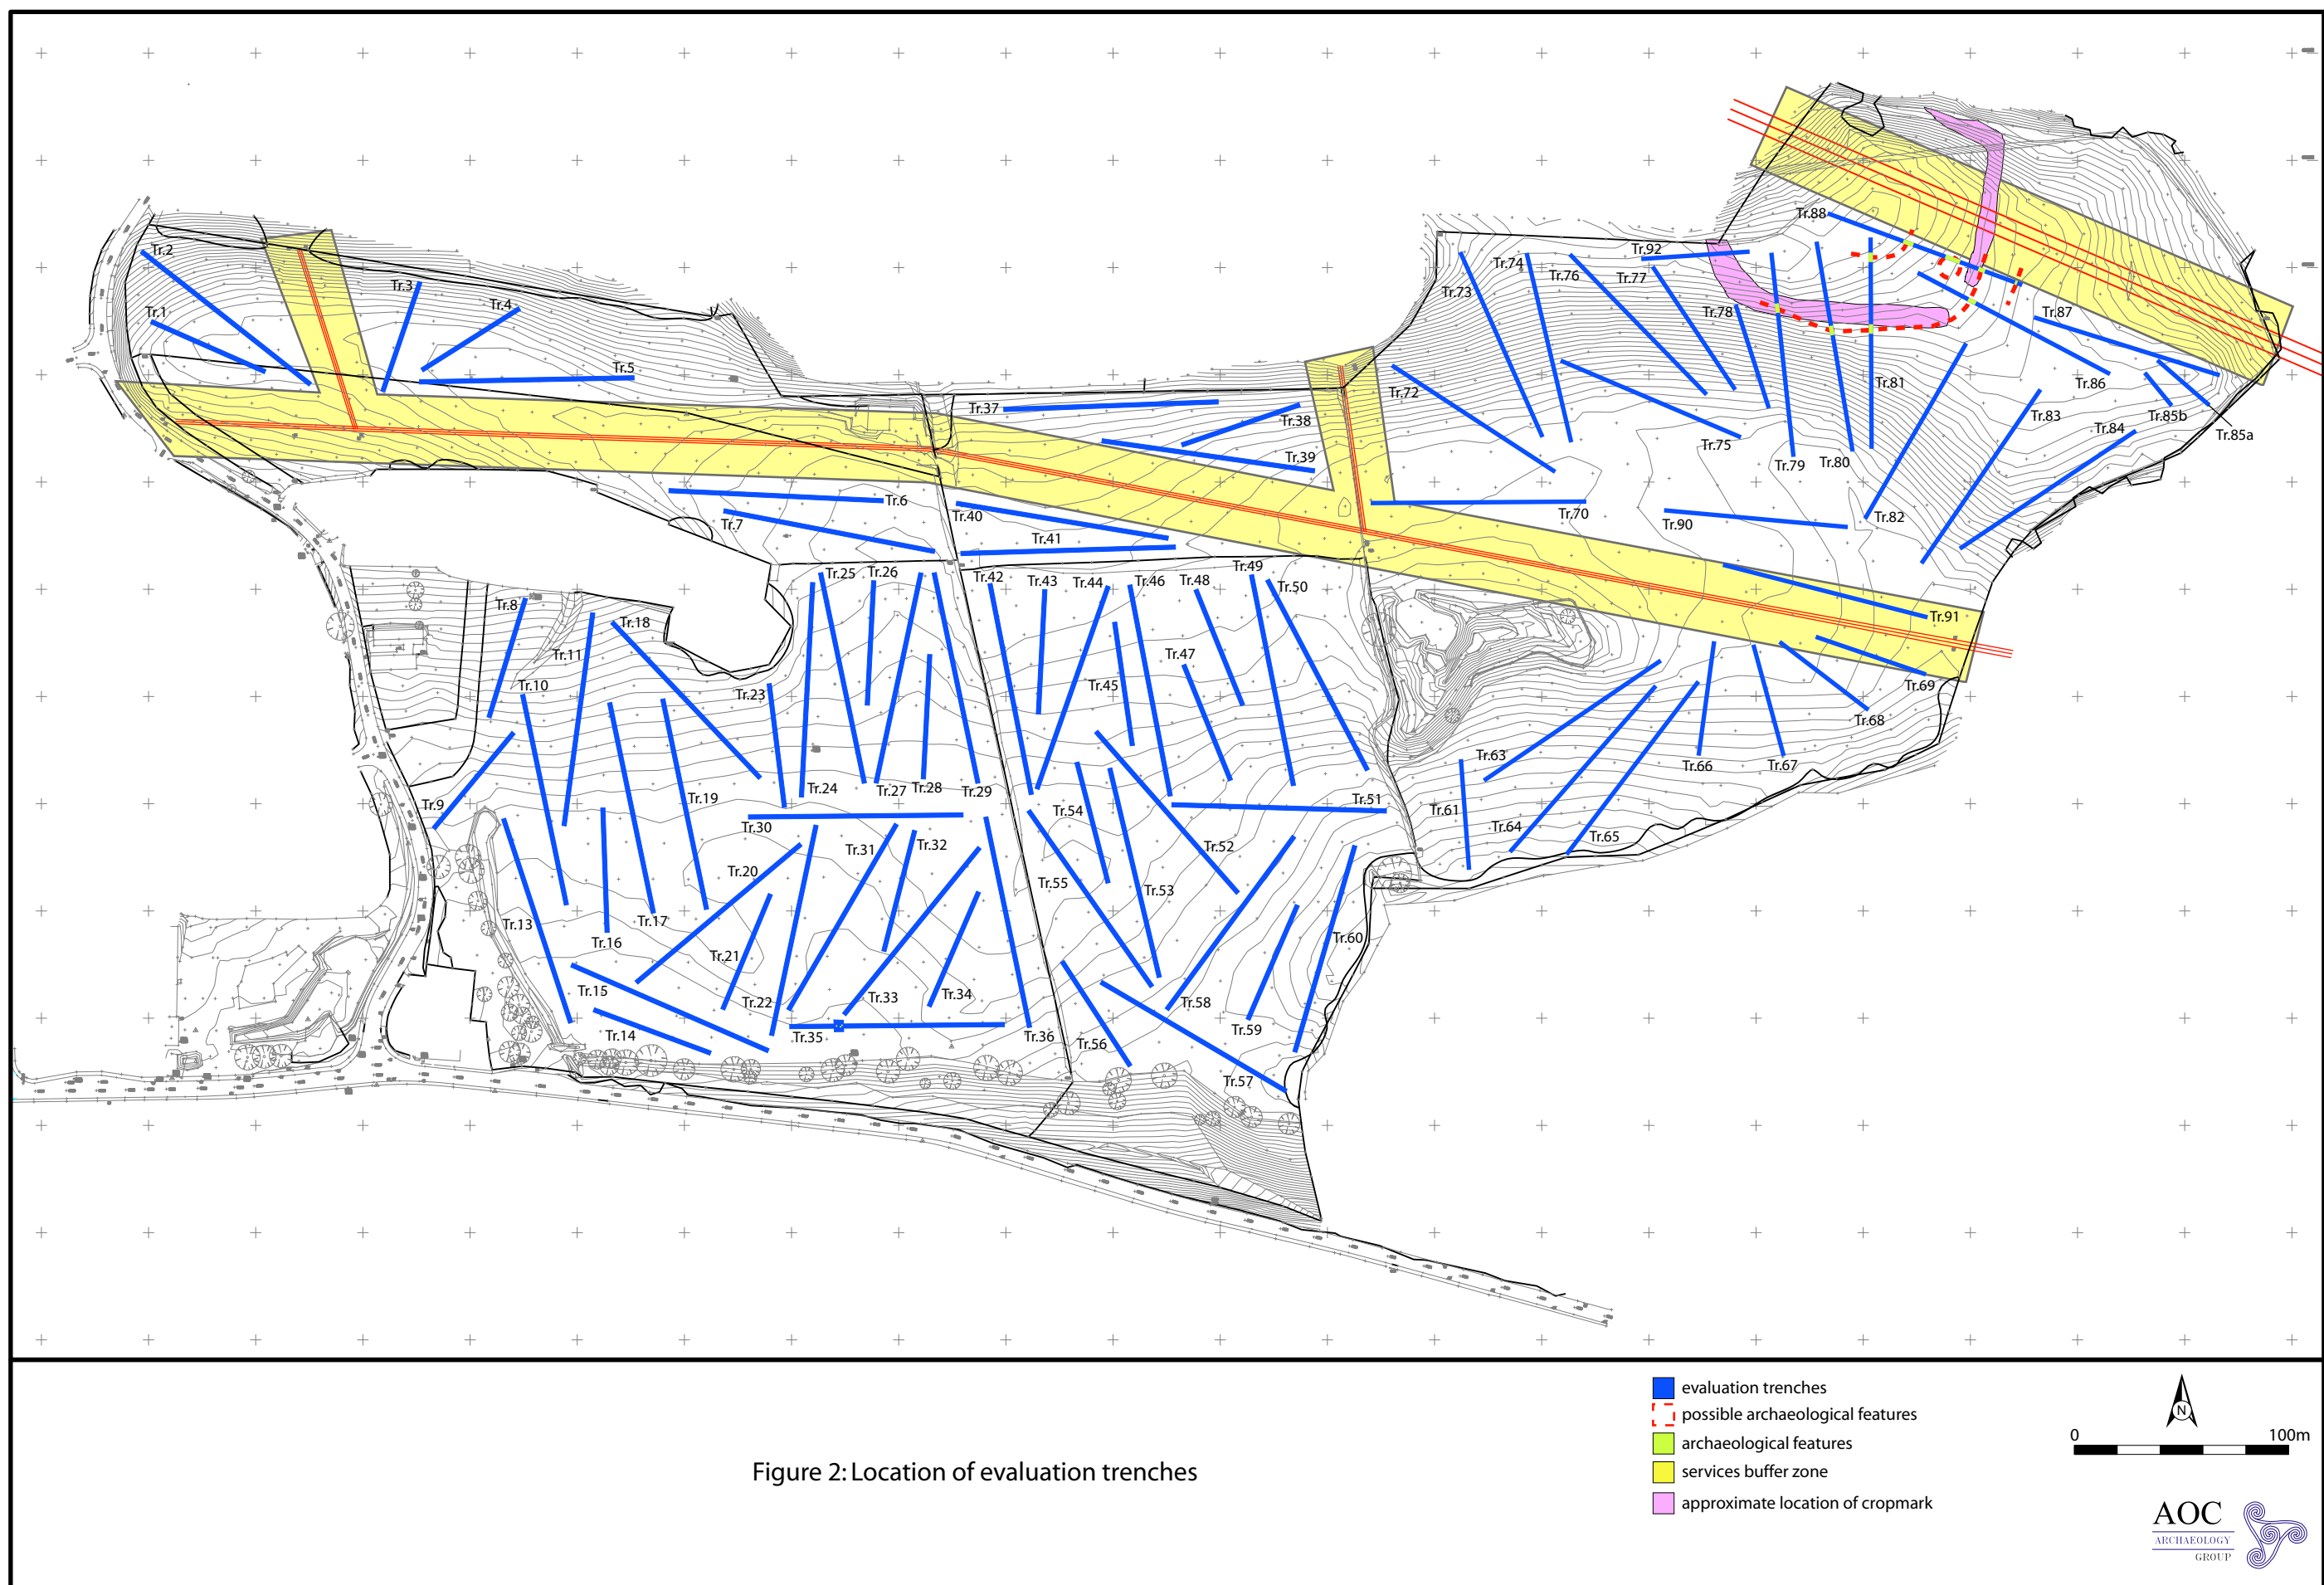 Tr.88
Tr.92
Tr.2
Tr.74
Tr.76
Tr.77
Tr.3
Tr.73
Tr.4
Tr.1
Tr.78
Tr.87
Tr.5
Tr.81
Tr.86
Tr.72
Tr.37
Tr.38
Tr.83
Tr.85b
Tr.84
Tr.85a
Tr.75
Tr.39
Tr.79
Tr.80
Tr.6
Tr.7
Tr.40
Tr.70
Tr.90
Tr.82
Tr.41
Tr.49
Tr.25
Tr.26
Tr.42
Tr.43
Tr.44
Tr.46
Tr.48
Tr.50
Tr.8
Tr.91
Tr.18
Tr.11
Tr.47
Tr.10
Tr.45
Tr.69
Tr.23
Tr.68
Tr.63
Tr.66
Tr.67
Tr.24
Tr.27
Tr.28
Tr.29
Tr.19
Tr.9
Tr.51
Tr.54
Tr.61
Tr.30
Tr.64
Tr.65
Tr.31
Tr.32
Tr.52
Tr.20
Tr.55
Tr.53
Tr.13
Tr.17
Tr.16
Tr.60
Tr.21
Tr.15
Tr.22
Tr.33
Tr.34
Tr.58
Tr.59
Tr.14
Tr.35
Tr.36
Tr.56
Tr.57
evaluation trenches
possible archaeological features
archaeological features
services buffer zone
approximate location of cropmark
N
0 100m
Figure 2: Location of evaluation trenches
AOC
ARCHAEOLOGY
GROUP